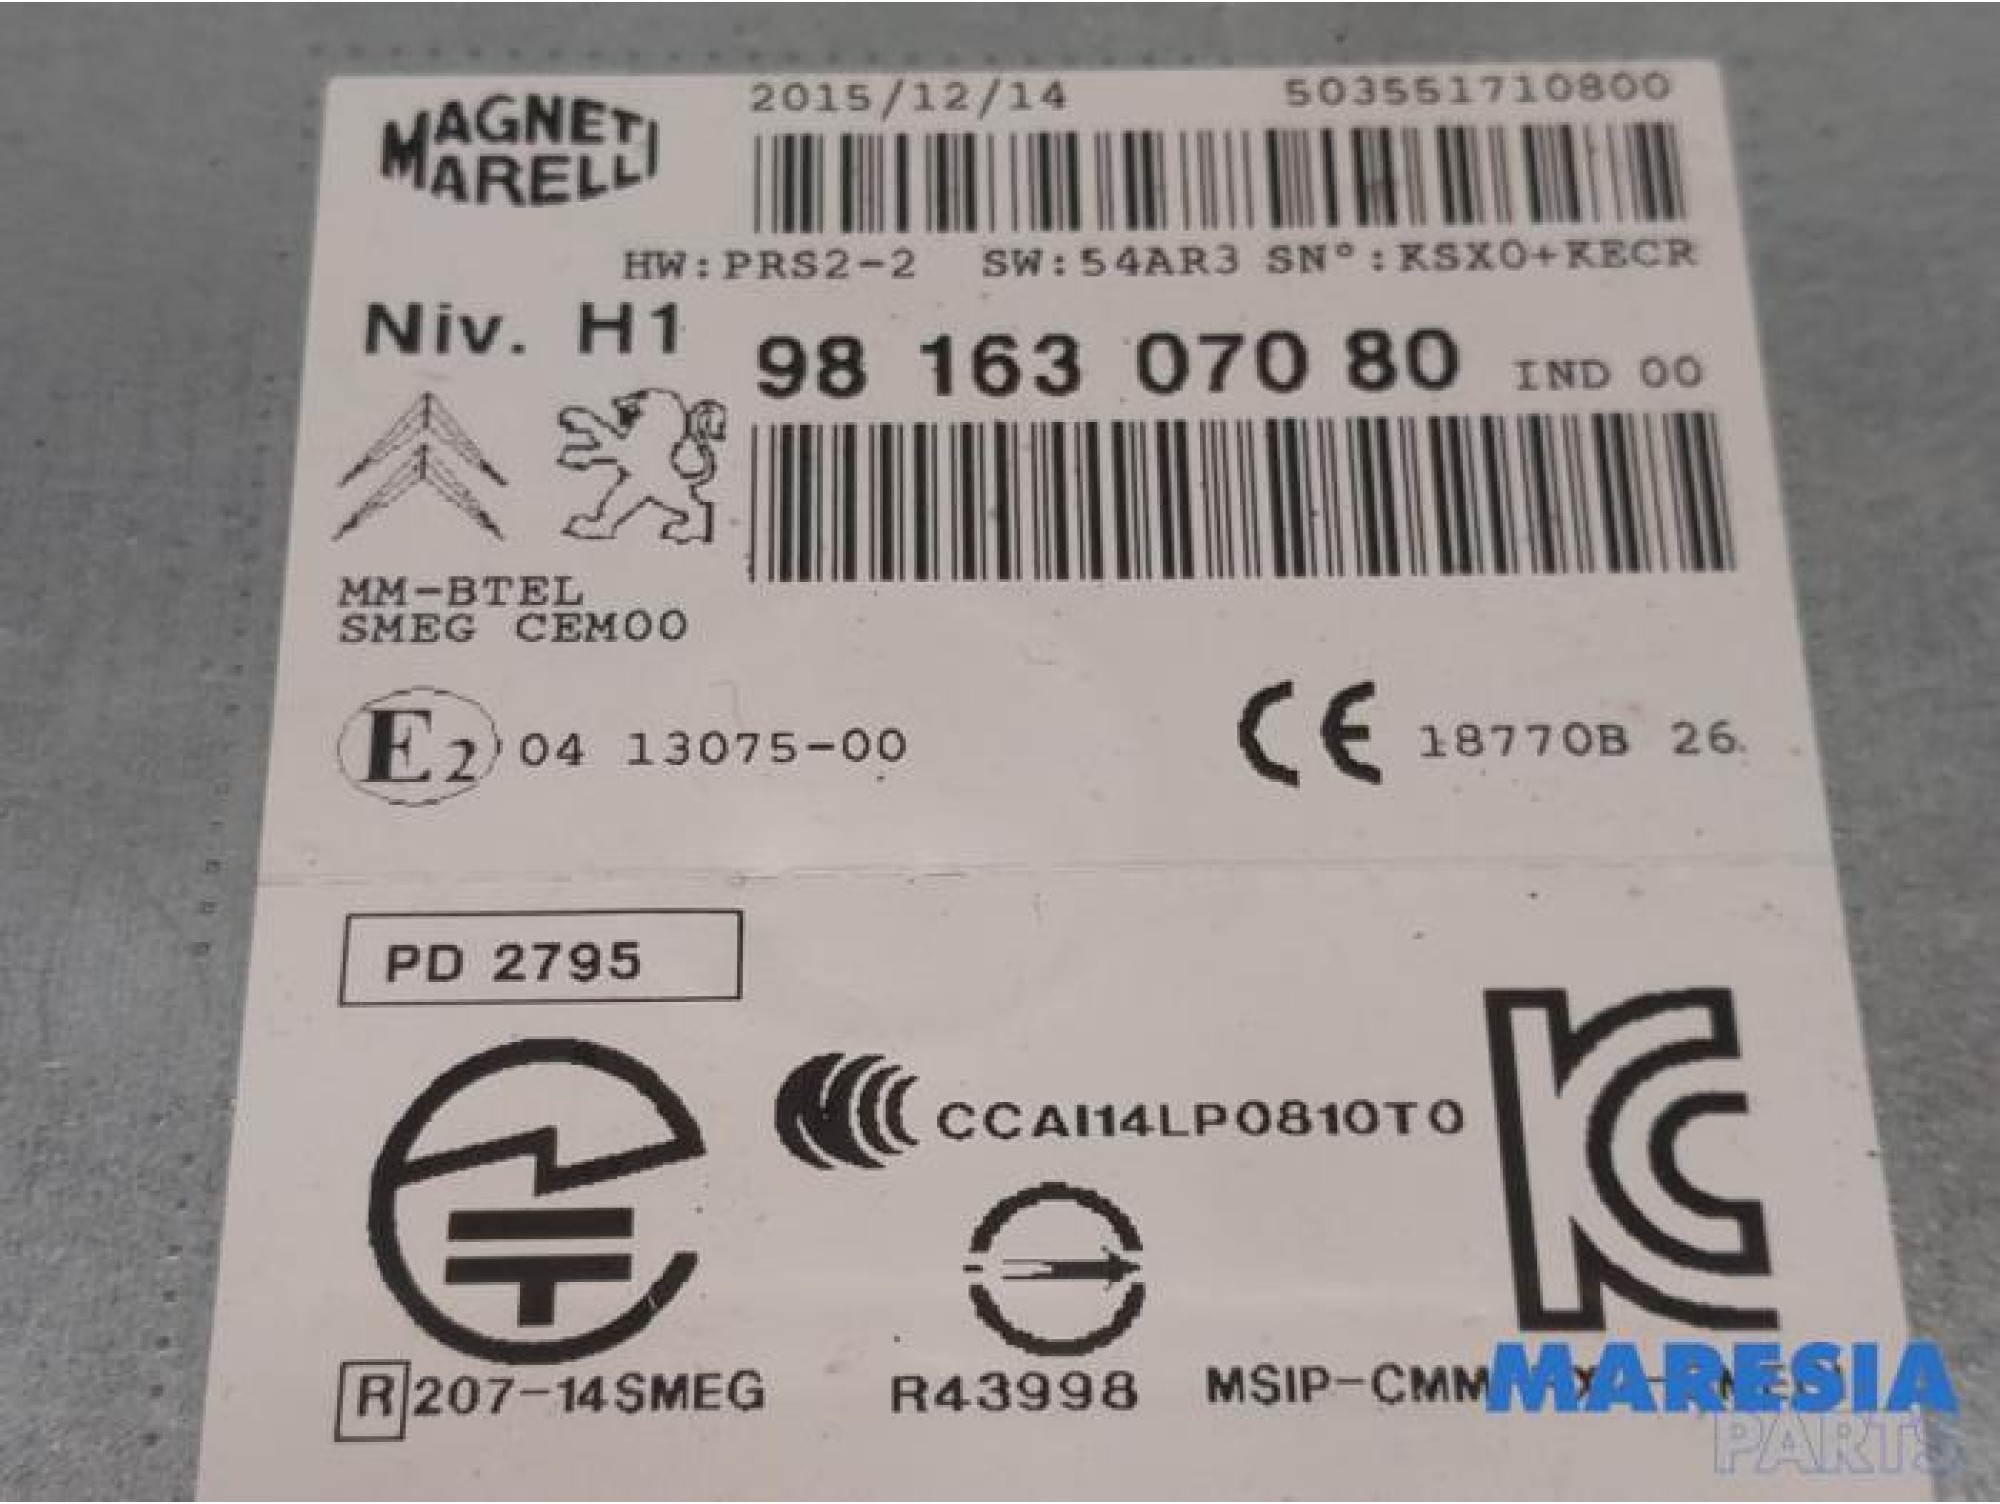 MAGNETI
MARELLI
2015/12/14 503551710800
HW:PRS2-2 SW:54AR3 SN°:KSX0+KECR
Niv. H1
98 163 070 80 IND 00
MM-BTEL
SMEG CEM00
E2 04 13075-00
CE 18770B 26
PD 2795
CCAI14LP0810T0
R 207-14SMEG
R43998
MARESIA
PARTS